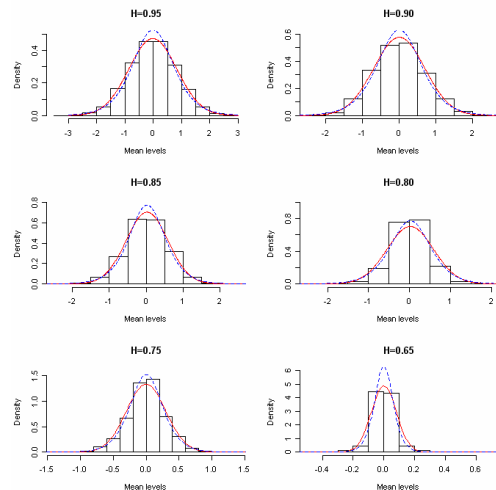 H=0.95
Density
0.0 0.2 0.4
-3 -2 -1 0 1 2 3
Mean levels
H=0.90
Density
0.0 0.2 0.4 0.6
-2 -1 0 1 2
Mean levels
H=0.85
Density
0.0 0.2 0.4 0.6 0.8
-2 -1 0 1 2
Mean levels
H=0.80
Density
0.0 0.4 0.8
-2 -1 0 1 2
Mean levels
H=0.75
Density
0.0 0.5 1.0 1.5
-1.5 -1.0 -0.5 0.0 0.5 1.0 1.5
Mean levels
H=0.65
Density
0 1 2 3 4 5 6
-0.4 -0.2 0.0 0.2 0.4 0.6
Mean levels